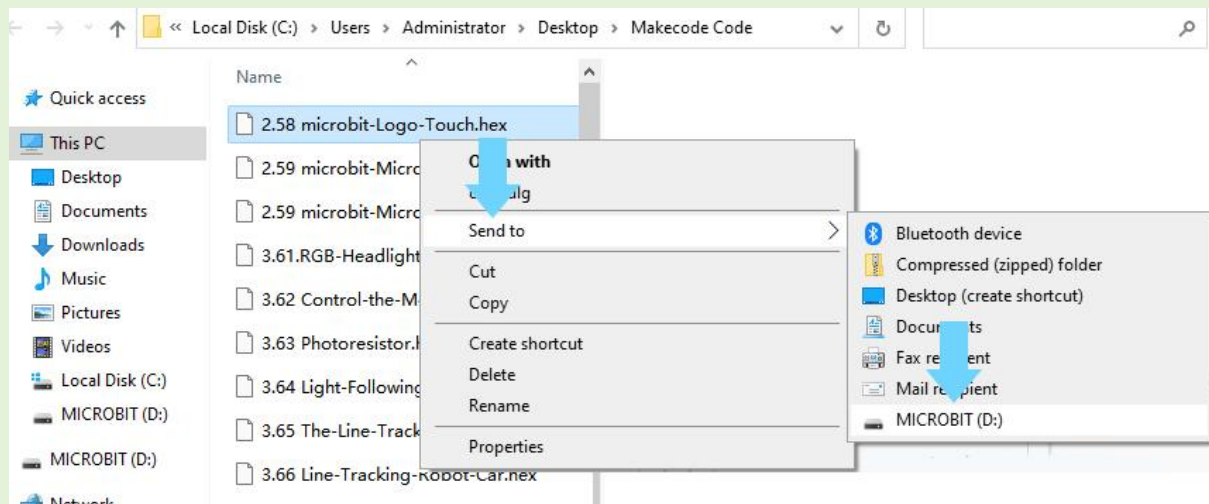 « Local Disk (C:) › Users › Administrator › Desktop › Makecode Code
Quick access
This PC
Desktop
Documents
Downloads
Music
Pictures
Videos
Local Disk (C:)
MICROBIT (D:)
MICROBIT (D:)
Network
Name
2.58 microbit-Logo-Touch.hex
2.59 microbit-Micro
2.59 microbit-Micro
3.61.RGB-Headlight
3.62 Control-the-M
3.63 Photoresistor.h
3.64 Light-Following
3.65 The-Line-Track
3.66 Line-Tracking-Robot-Car.hex
with
Send to
Cut
Copy
Create shortcut
Delete
Rename
Properties
Bluetooth device
Compressed (zipped) folder
Desktop (create shortcut)
Documents
Fax recipient
Mail recipient
MICROBIT (D:)